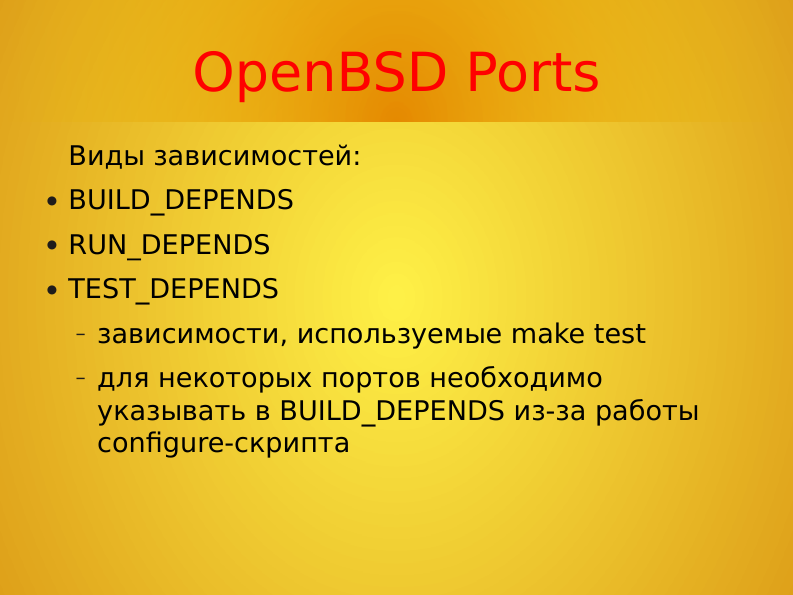 OpenBSD Ports
Виды зависимостей:
• BUILD_DEPENDS
• RUN_DEPENDS
• TEST_DEPENDS
– зависимости, используемые make test
– для некоторых портов необходимо
указывать в BUILD_DEPENDS из-за работы
configure-скрипта